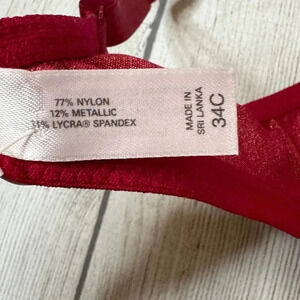 77% NYLON
12% METALLIC
11% LYCRA® SPANDEX
MADE IN
SRI LANKA
34C